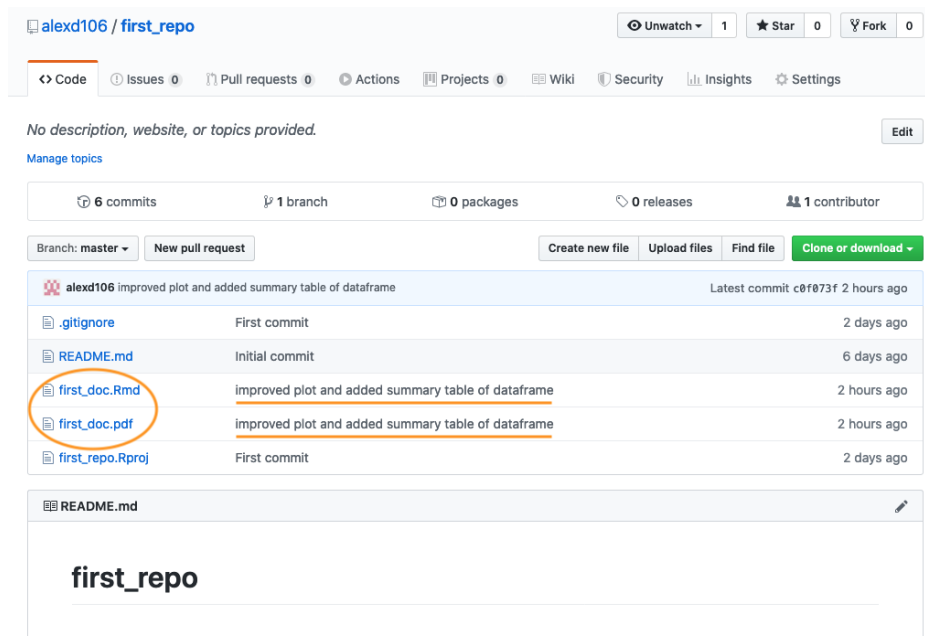 alexd106 / first_repo Unwatch 1 Star 0 Fork 0
Code Issues 0 Pull requests 0 Actions Projects 0 Wiki Security Insights Settings
No description, website, or topics provided. Edit
Manage topics
6 commits 1 branch 0 packages 0 releases 1 contributor
Branch: master New pull request Create new file Upload files Find file Clone or download
alexd106 improved plot and added summary table of dataframe Latest commit c0f073f 2 hours ago
.gitignore First commit 2 days ago
README.md Initial commit 6 days ago
first_doc.Rmd improved plot and added summary table of dataframe 2 hours ago
first_doc.pdf improved plot and added summary table of dataframe 2 hours ago
first_repo.Rproj First commit 2 days ago
README.md
first_repo